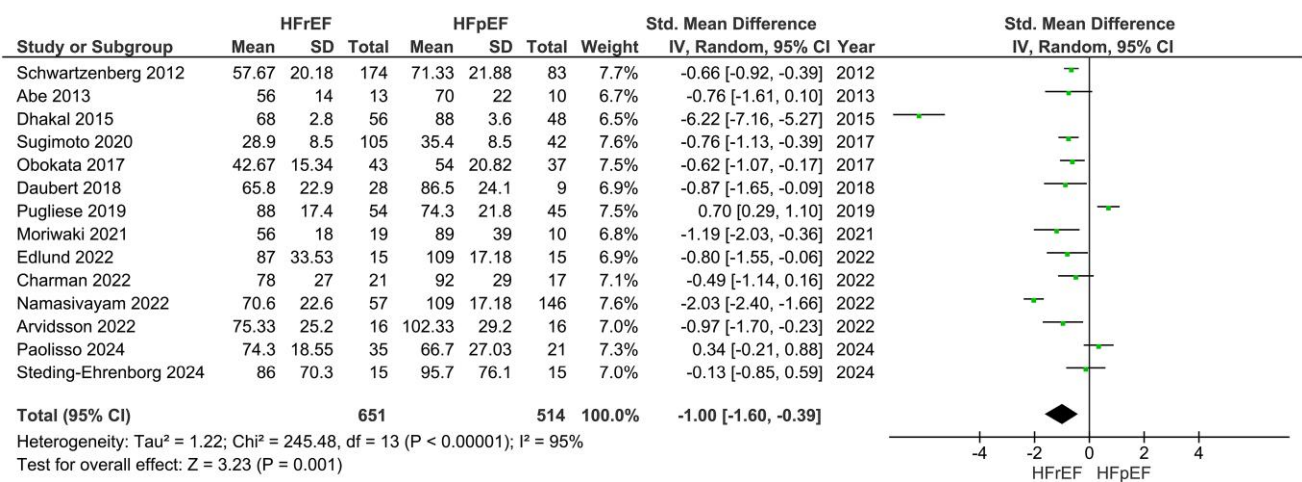 HFrEF HFpEF Std. Mean Difference Std. Mean Difference
Study or Subgroup Mean SD Total Mean SD Total Weight IV, Random, 95% CI Year IV, Random, 95% CI
Schwartzenberg 2012 57.67 20.18 174 71.33 21.88 83 7.7% -0.66 [-0.92, -0.39] 2012
Abe 2013 56 14 13 70 22 10 6.7% -0.76 [-1.61, 0.10] 2013
Dhakal 2015 68 2.8 56 88 3.6 48 6.5% -6.22 [-7.16, -5.27] 2015
Sugimoto 2020 28.9 8.5 105 35.4 8.5 42 7.6% -0.76 [-1.13, -0.39] 2017
Obokata 2017 42.67 15.34 43 54 20.82 37 7.5% -0.62 [-1.07, -0.17] 2017
Daubert 2018 65.8 22.9 28 86.5 24.1 9 6.9% -0.87 [-1.65, -0.09] 2018
Pugliese 2019 88 17.4 54 74.3 21.8 45 7.5% 0.70 [0.29, 1.10] 2019
Moriwaki 2021 56 18 19 89 39 10 6.8% -1.19 [-2.03, -0.36] 2021
Edlund 2022 87 33.53 15 109 17.18 15 6.9% -0.80 [-1.55, -0.06] 2022
Charman 2022 78 27 21 92 29 17 7.1% -0.49 [-1.14, 0.16] 2022
Namasivayam 2022 70.6 22.6 57 109 17.18 146 7.6% -2.03 [-2.40, -1.66] 2022
Arvidsson 2022 75.33 25.2 16 102.33 29.2 16 7.0% -0.97 [-1.70, -0.23] 2022
Paolisso 2024 74.3 18.55 35 66.7 27.03 21 7.3% 0.34 [-0.21, 0.88] 2024
Steding-Ehrenborg 2024 86 70.3 15 95.7 76.1 15 7.0% -0.13 [-0.85, 0.59] 2024
Total (95% CI) 651 514 100.0% -1.00 [-1.60, -0.39]
Heterogeneity: Tau² = 1.22; Chi² = 245.48, df = 13 (P < 0.00001); I² = 95%
Test for overall effect: Z = 3.23 (P = 0.001)
-4 -2 0 2 4
HFrEF HFpEF